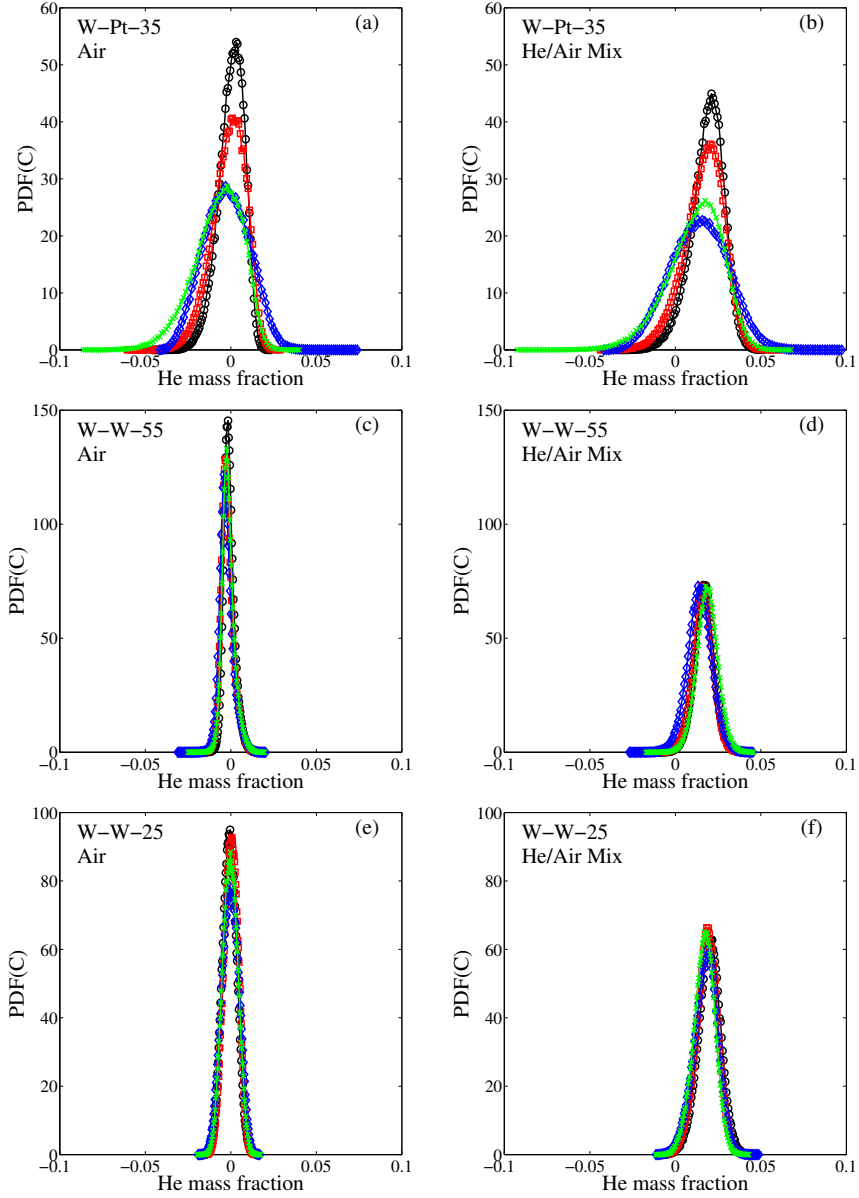 W−Pt−35
Air
(a)
60
50
40
30
20
10
0
−0.1 −0.05 0 0.05 0.1
PDF(C)
He mass fraction
W−Pt−35
He/Air Mix
(b)
60
50
40
30
20
10
0
−0.1 −0.05 0 0.05 0.1
PDF(C)
He mass fraction
W−W−55
Air
(c)
150
100
50
0
−0.1 −0.05 0 0.05 0.1
PDF(C)
He mass fraction
W−W−55
He/Air Mix
(d)
150
100
50
0
−0.1 −0.05 0 0.05 0.1
PDF(C)
He mass fraction
W−W−25
Air
(e)
100
80
60
40
20
0
−0.1 −0.05 0 0.05 0.1
PDF(C)
He mass fraction
W−W−25
He/Air Mix
(f)
100
80
60
40
20
0
−0.1 −0.05 0 0.05 0.1
PDF(C)
He mass fraction